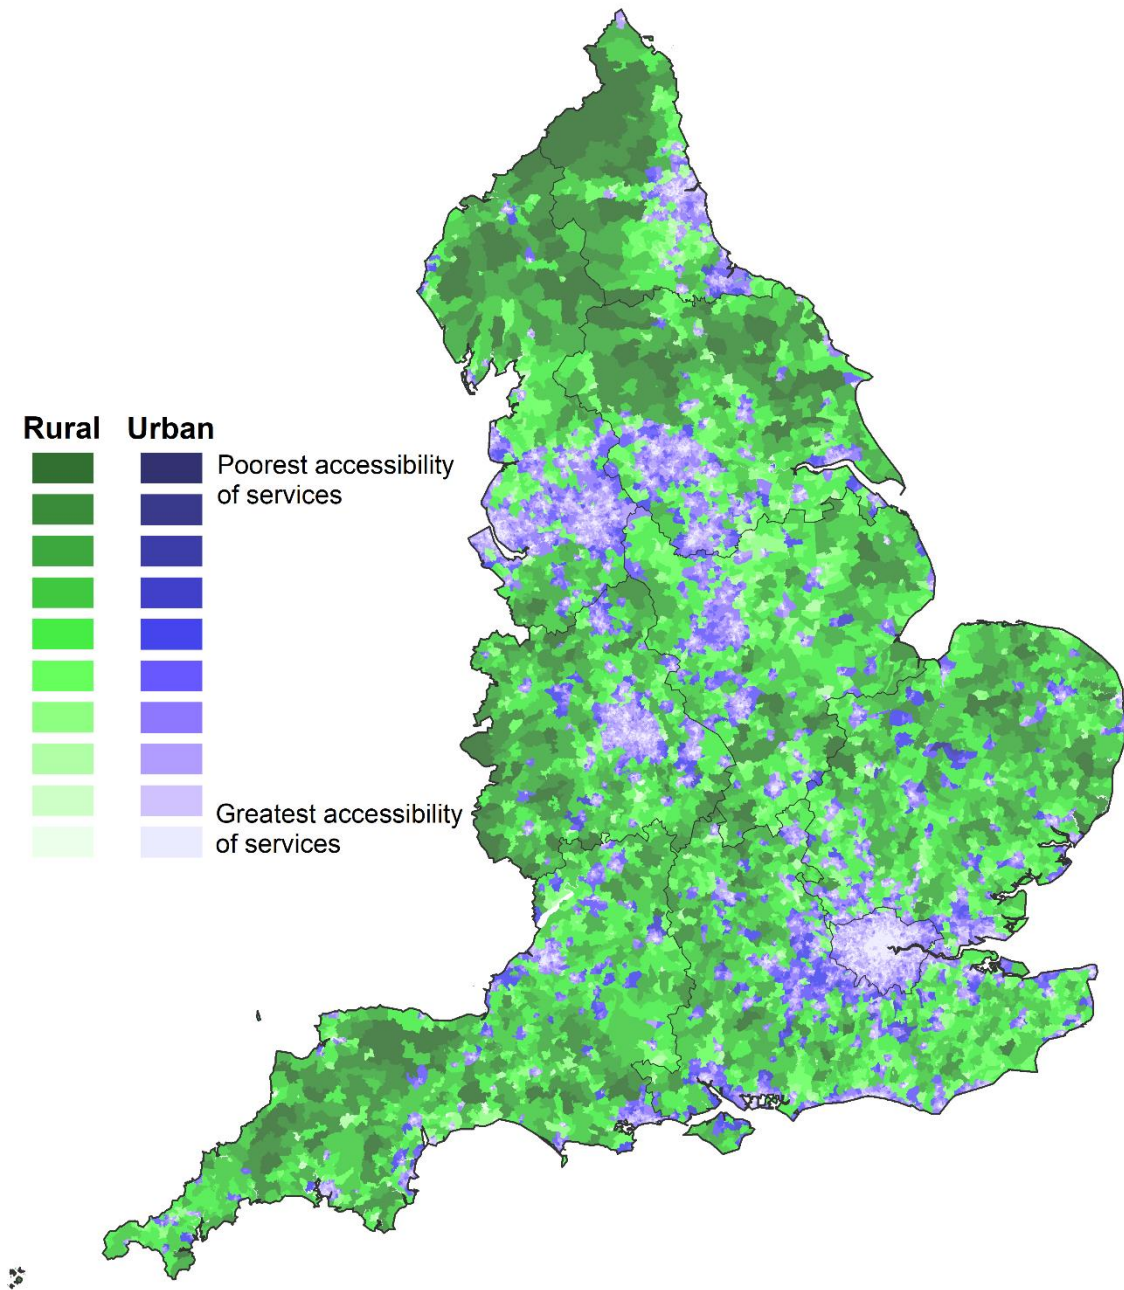 Rural Urban
Poorest accessibility
of services
Greatest accessibility
of services